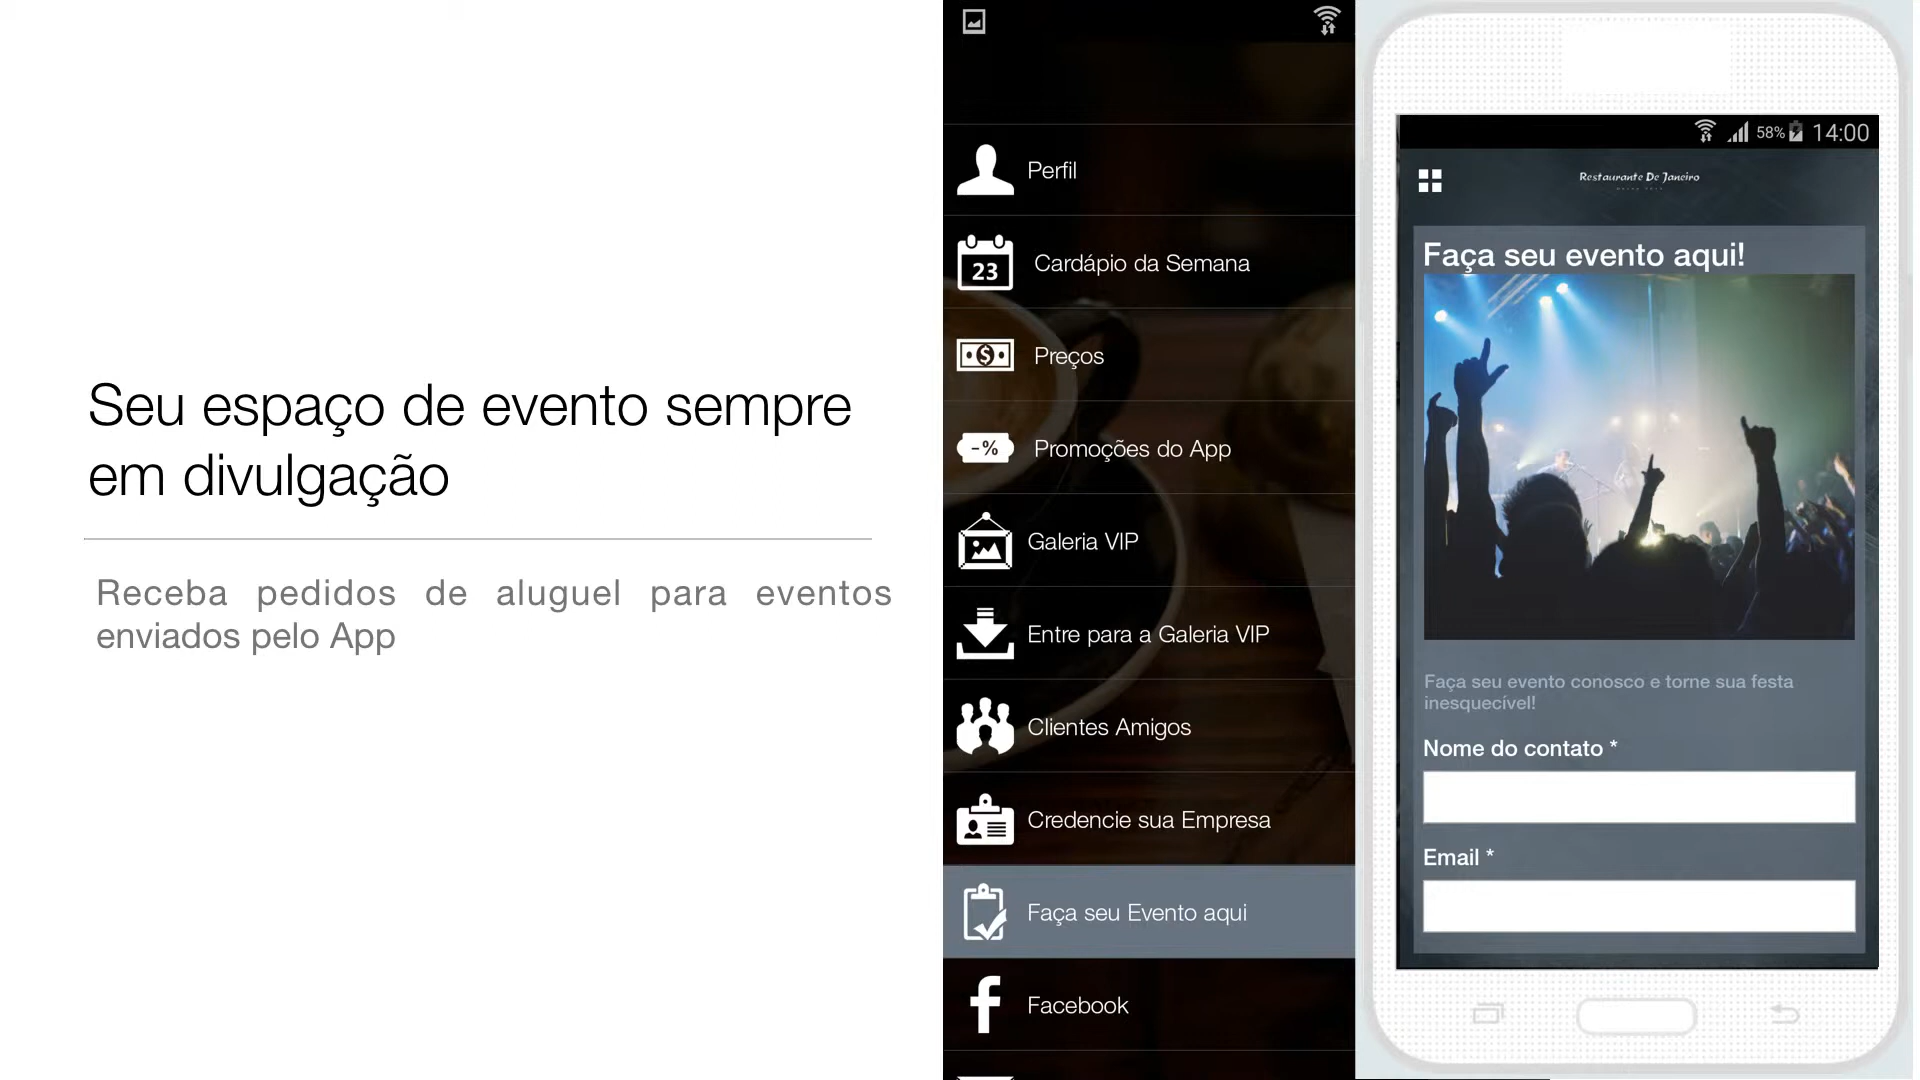 Seu espaço de evento sempre
em divulgação
Receba pedidos de aluguel para eventos
enviados pelo App
Perfil
23
Cardápio da Semana
Preços
-%
Promoções do App
Galeria VIP
Entre para a Galeria VIP
Clientes Amigos
Credencie sua Empresa
Faça seu Evento aqui
Facebook
58% 14:00
Restaurante De Janeiro
Faça seu evento aqui!
Faça seu evento conosco e torne sua festa
inesquecível!
Nome do contato *
Email *